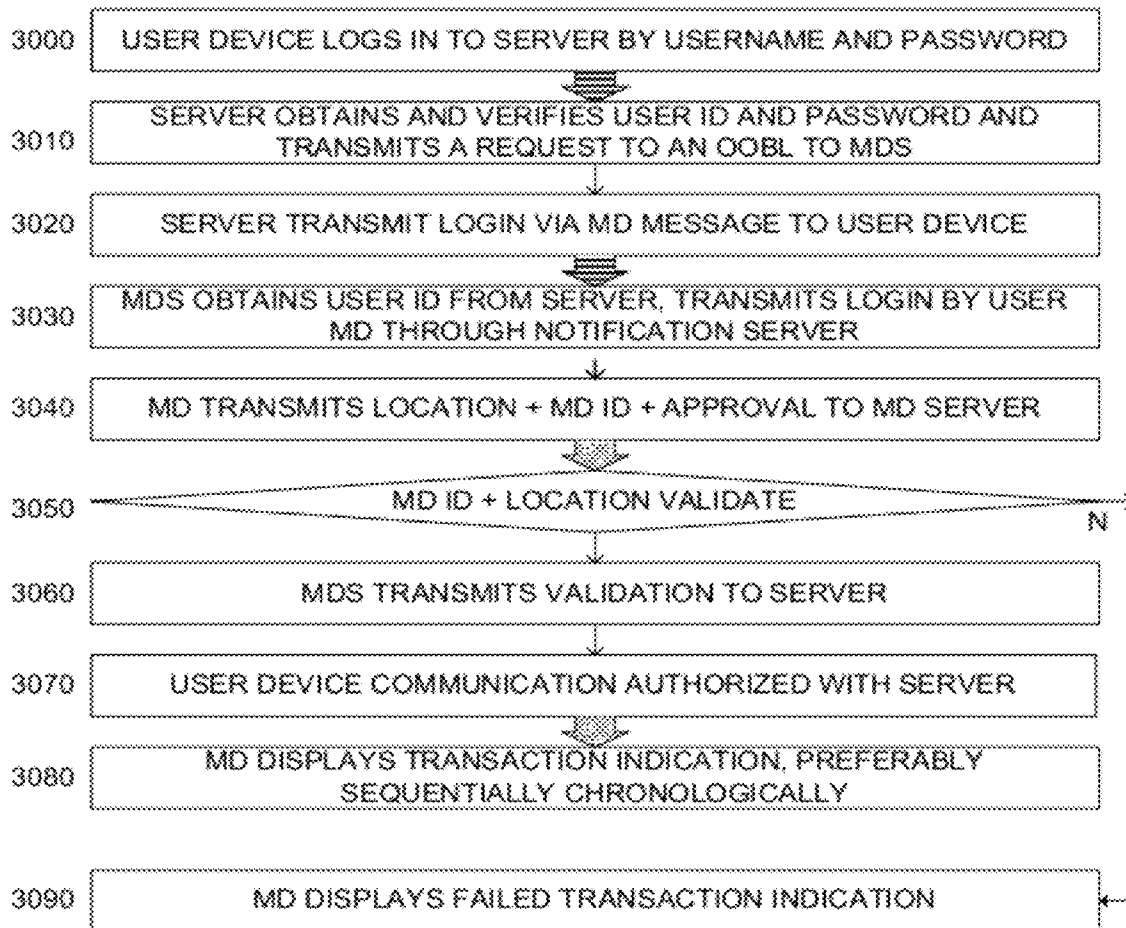 3000 USER DEVICE LOGS IN TO SERVER BY USERNAME AND PASSWORD
3010 SERVER OBTAINS AND VERIFIES USER ID AND PASSWORD AND
TRANSMITS A REQUEST TO AN OOBL TO MDS
3020 SERVER TRANSMIT LOGIN VIA MD MESSAGE TO USER DEVICE
3030 MDS OBTAINS USER ID FROM SERVER, TRANSMITS LOGIN BY USER
MD THROUGH NOTIFICATION SERVER
3040 MD TRANSMITS LOCATION + MD ID + APPROVAL TO MD SERVER
3050 MD ID + LOCATION VALIDATE
N
3060 MDS TRANSMITS VALIDATION TO SERVER
3070 USER DEVICE COMMUNICATION AUTHORIZED WITH SERVER
3080 MD DISPLAYS TRANSACTION INDICATION, PREFERABLY
SEQUENTIALLY CHRONOLOGICALLY
3090 MD DISPLAYS FAILED TRANSACTION INDICATION